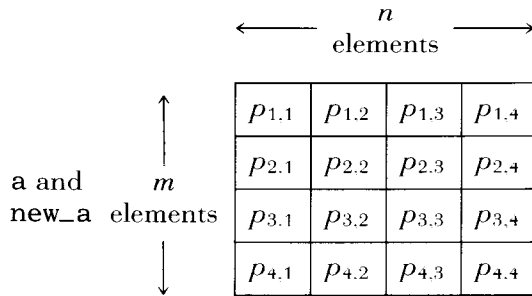 n
elements
p1,1 p1,2 p1,3 p1,4
p2,1 p2,2 p2,3 p2,4
a and m
new_a elements
p3,1 p3,2 p3,3 p3,4
p4,1 p4,2 p4,3 p4,4